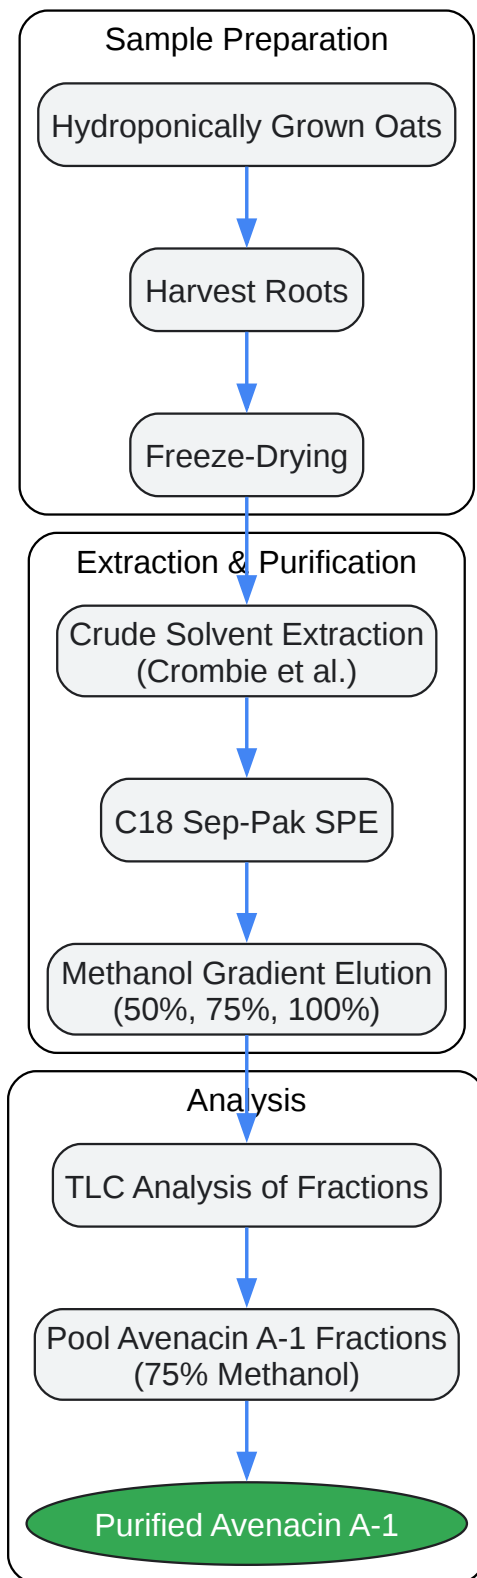 Sample Preparation
Hydroponically Grown Oats
Harvest Roots
Freeze-Drying
Extraction & Purification
Crude Solvent Extraction
(Crombie et al.)
C18 Sep-Pak SPE
Methanol Gradient Elution
(50%, 75%, 100%)
Analysis
TLC Analysis of Fractions
Pool Avenacin A-1 Fractions
(75% Methanol)
Purified Avenacin A-1